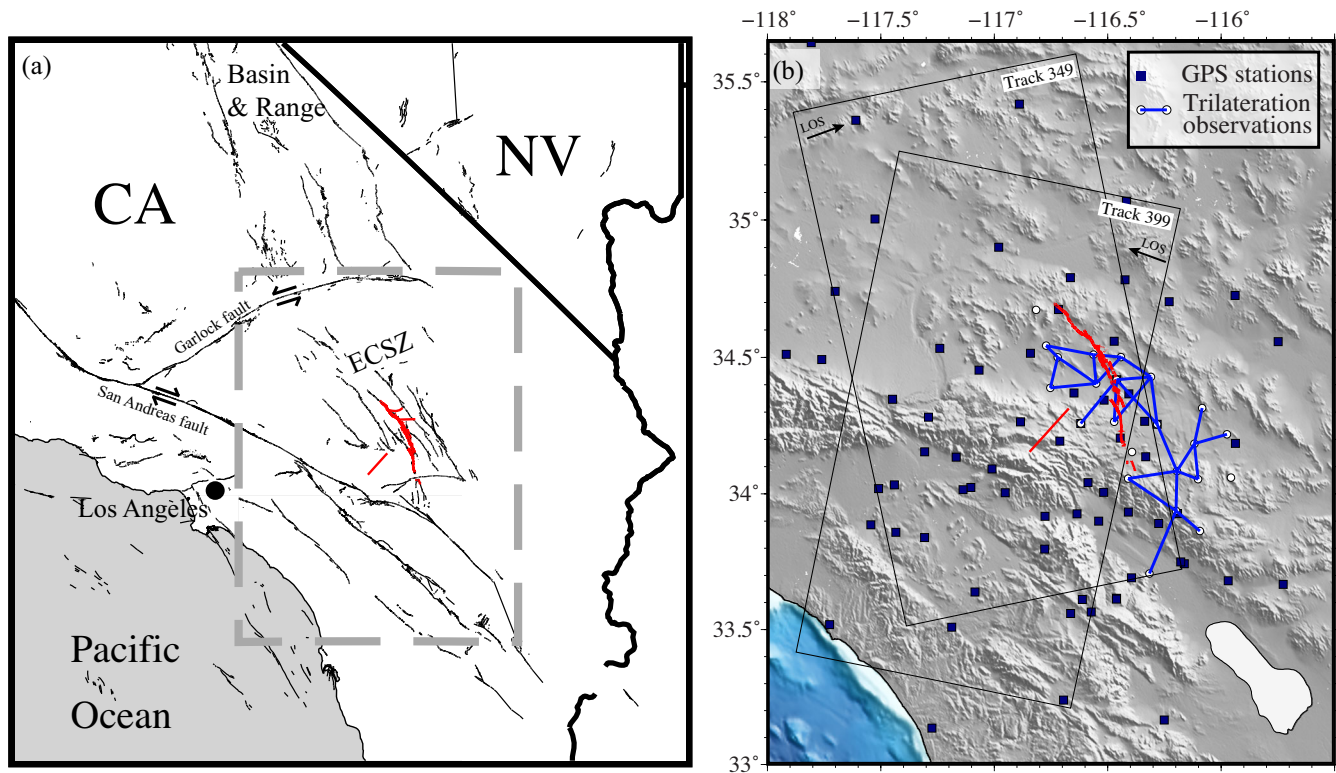 (a)
Basin
& Range
NV
CA
Garlock fault
ECSZ
San Andreas fault
Los Angeles
Pacific
Ocean
−118°
−117.5°
−117°
−116.5°
−116°
(b)
Track 349
GPS stations
Trilateration
observations
LOS
35.5°
Track 399
LOS
35°
34.5°
34°
33.5°
33°